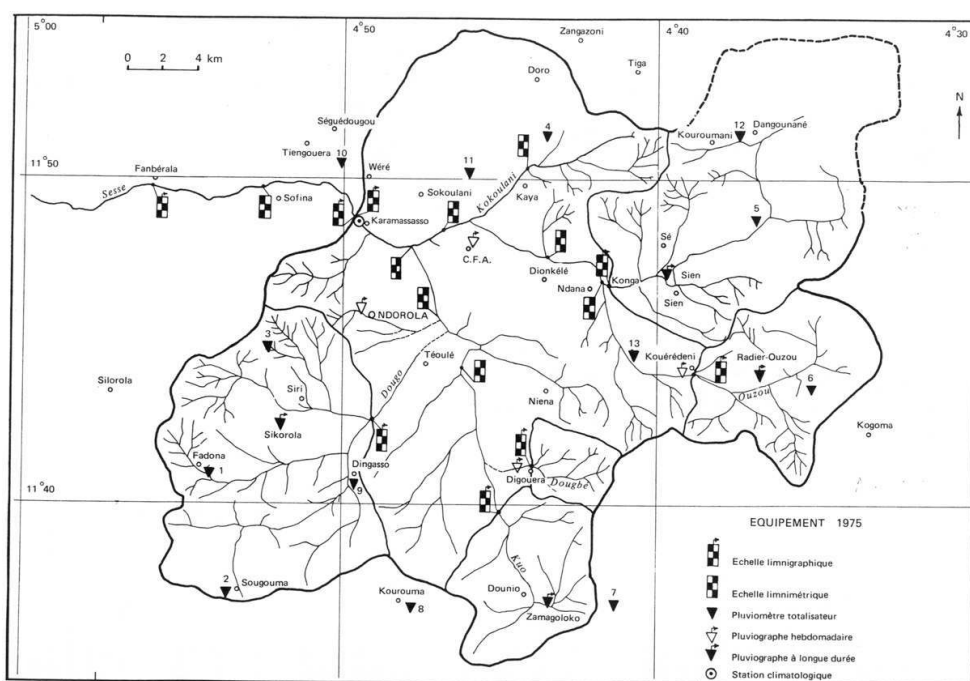 5 00
4 50
4 40
4 30
0 2 4 km
Zangazoni
Doro
Tiga
N
Séguédougou
Tiengouera
10
Wéré
11
4
Kouroumani
12
Dangounané
11 50
Fanbérala
Sesse
Sofina
Karamassasso
Sokoulani
Kokoulani
Kaya
5
C.F.A.
Dionkélé
Ndana
Konga
Sé
Sien
Sien
NDOROLA
3
Téoulé
Dougo
13
Kouérédeni
Radier-Ouzou
Ouzou
6
Silorola
Siri
Sikorola
Niena
Kogoma
Fadona
1
Dingasso
9
Digouera
Dougbe
11 40
2
Sougouma
Kourouma
8
Kuo
Dounio
Zamagoloko
7
EQUIPEMENT 1975
Echelle limnigraphique
Echelle limnimétrique
Pluviomètre totalisateur
Pluviographe hebdomadaire
Pluviographe à longue durée
Station climatologique